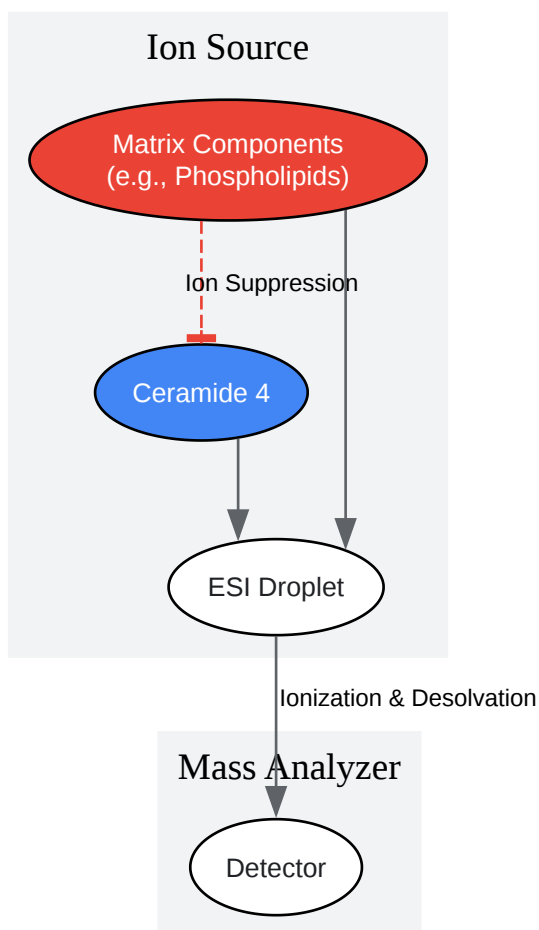 Ion Source
Matrix Components
(e.g., Phospholipids)
Ion Suppression
Ceramide 4
ESI Droplet
Ionization & Desolvation
Mass Analyzer
Detector